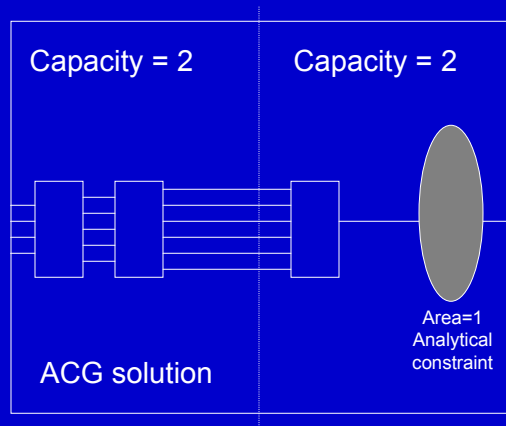 Capacity = 2
Capacity = 2
Area=1
Analytical
constraint
ACG solution